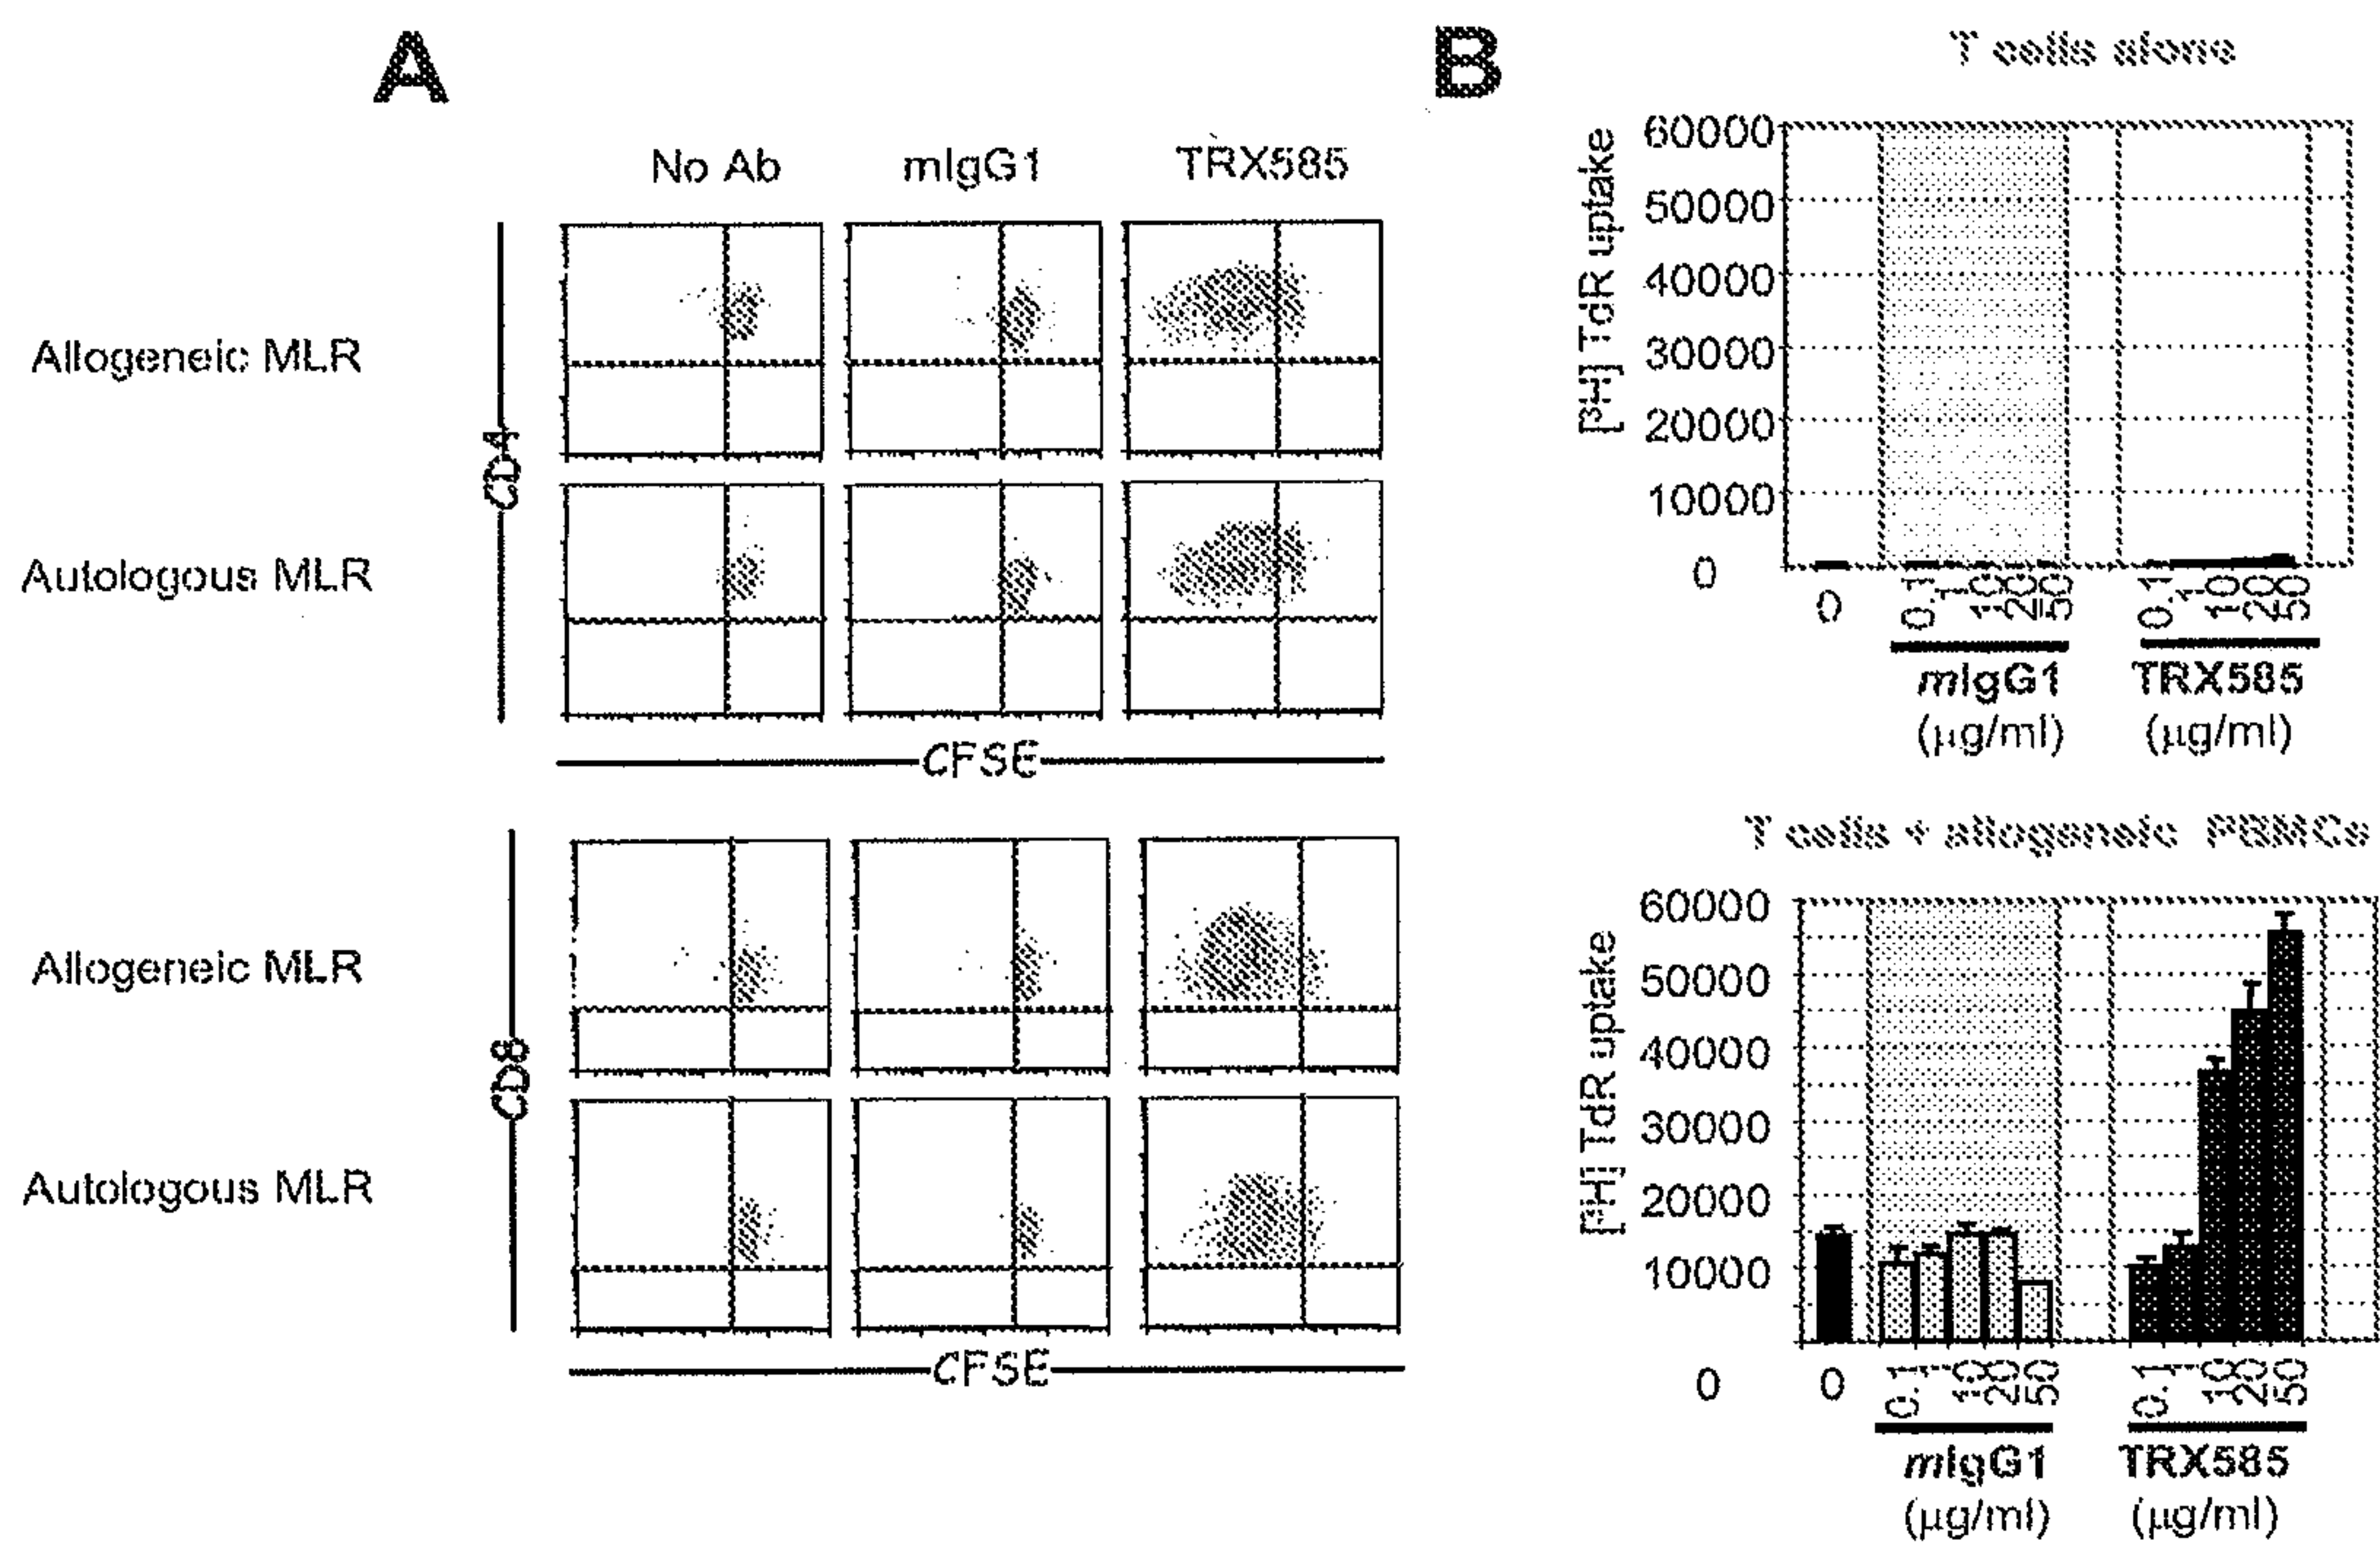 A
No Ab
mIgG1
TRX585
Allogeneic MLR
Autologous MLR
CD4
CFSE
Allogeneic MLR
Autologous MLR
CD8
CFSE
B
T cells alone
[³H] TdR uptake
60000
50000
40000
30000
20000
10000
0
0 0.1 1 10 20 50 0.1 1 10 20 50
mIgG1 TRX585
(µg/ml) (µg/ml)
T cells + allogeneic PBMCs
[³H] TdR uptake
60000
50000
40000
30000
20000
10000
0
0 0.1 1 10 20 50 0.1 1 10 20 50
mIgG1 TRX585
(µg/ml) (µg/ml)